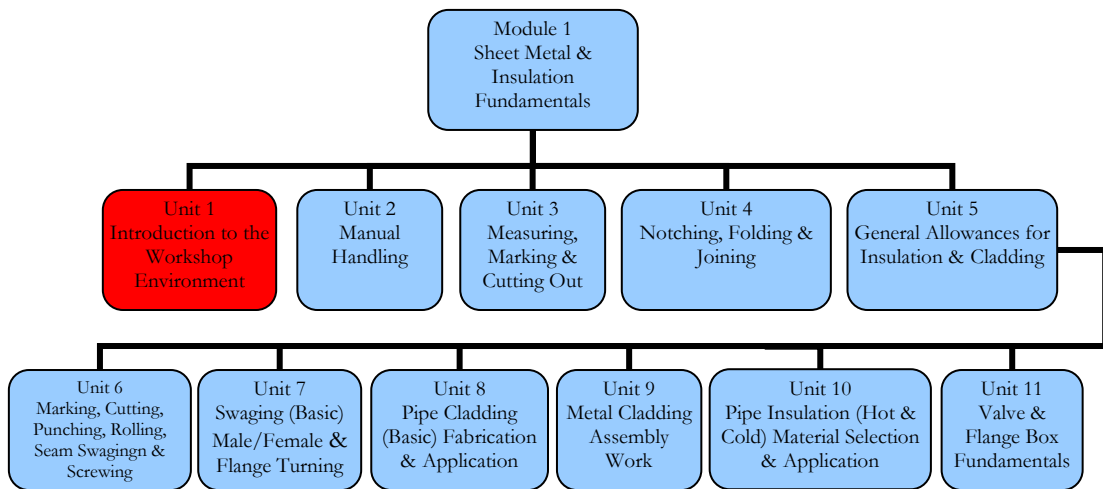 Module 1
Sheet Metal &
Insulation
Fundamentals
Unit 1
Introduction to the
Workshop
Environment
Unit 2
Manual
Handling
Unit 3
Measuring,
Marking &
Cutting Out
Unit 4
Notching, Folding &
Joining
Unit 5
General Allowances for
Insulation & Cladding
Unit 6
Marking, Cutting,
Punching, Rolling,
Seam Swagingn &
Screwing
Unit 7
Swaging (Basic)
Male/Female &
Flange Turning
Unit 8
Pipe Cladding
(Basic) Fabrication
& Application
Unit 9
Metal Cladding
Assembly
Work
Unit 10
Pipe Insulation (Hot &
Cold) Material Selection
& Application
Unit 11
Valve &
Flange Box
Fundamentals